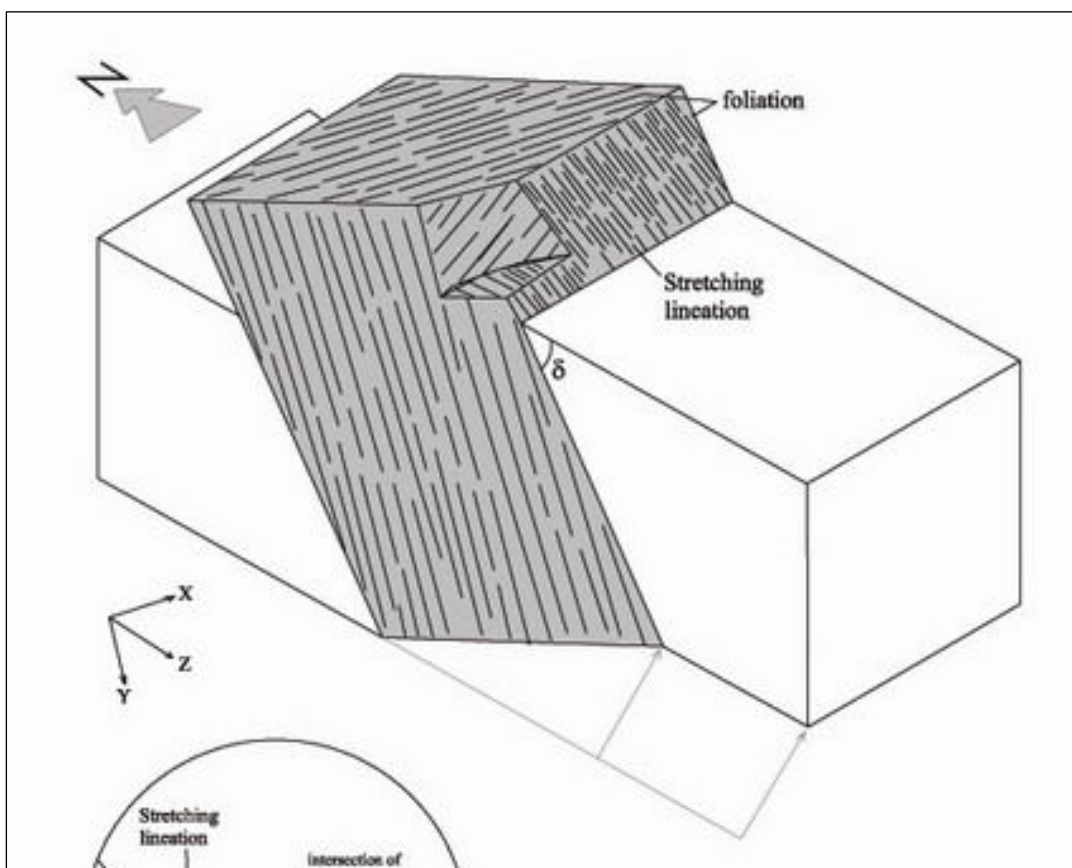 N
foliation
Stretching
lineation
δ
X
Z
Y
Stretching
lineation
intersection of